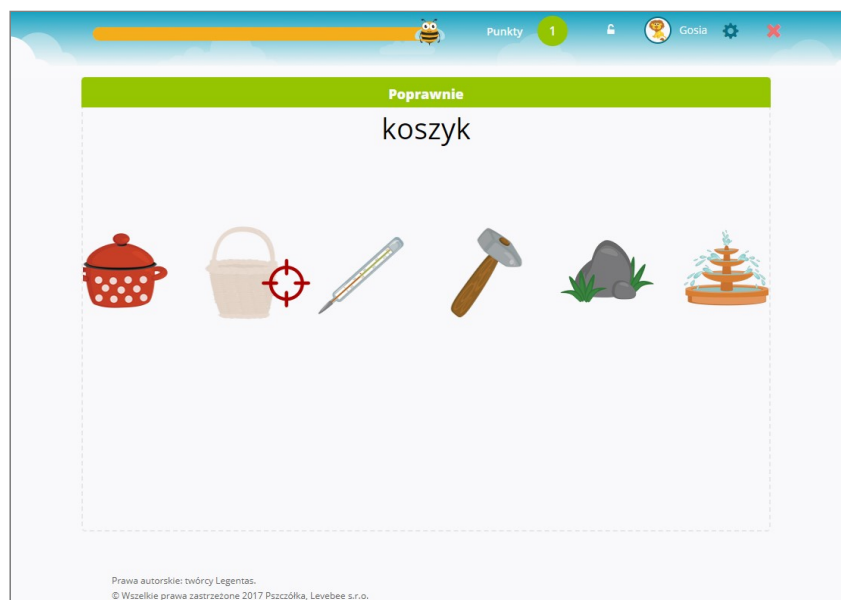 Punkty 1 Gosia
Poprawnie
koszyk
Prawa autorskie: twórcy Legentas.
© Wszelkie prawa zastrzeżone 2017 Pszczółka, Levebee s.r.o.